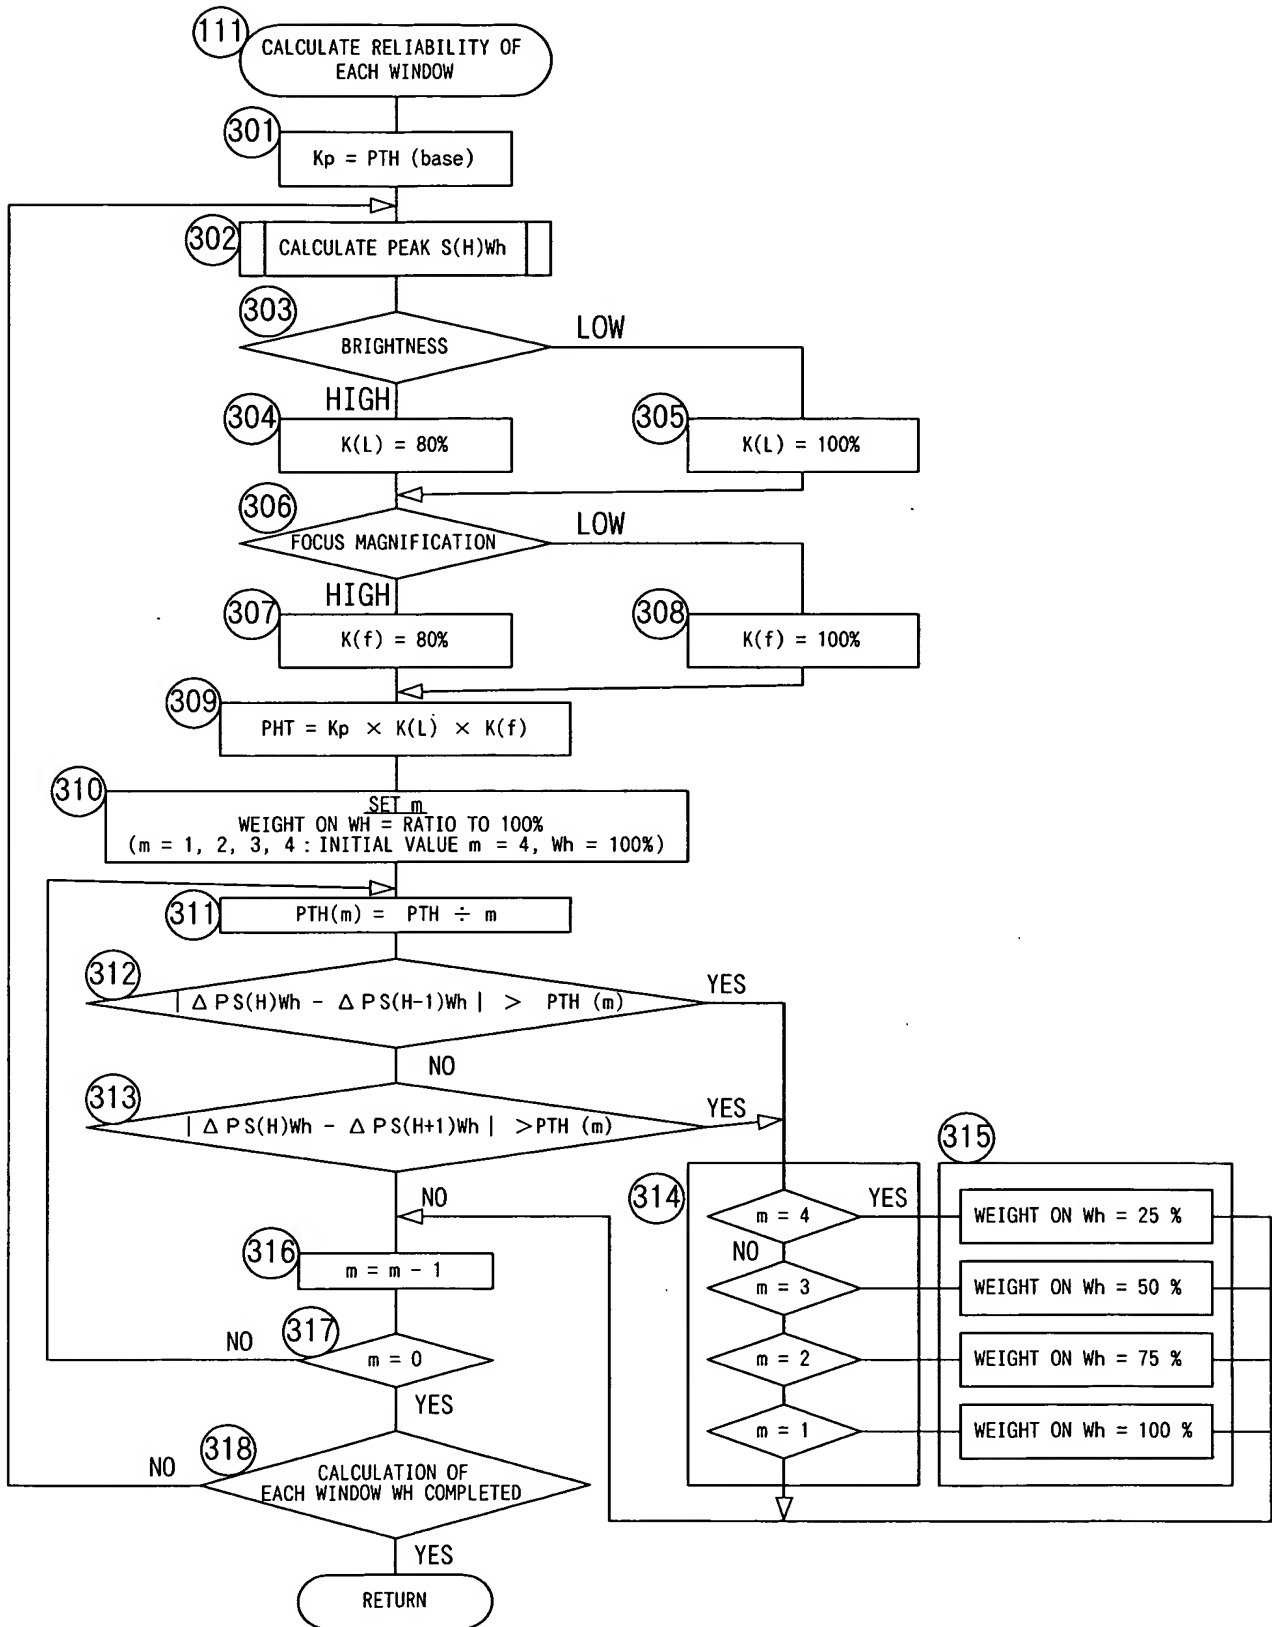 111
CALCULATE RELIABILITY OF
EACH WINDOW
301
Kp = PTH (base)
302
CALCULATE PEAK S(H)Wh
303
BRIGHTNESS
LOW
HIGH
304
K(L) = 80%
305
K(L) = 100%
306
FOCUS MAGNIFICATION
LOW
HIGH
307
K(f) = 80%
308
K(f) = 100%
309
PHT = Kp × K(L) × K(f)
310
SET m
WEIGHT ON WH = RATIO TO 100%
(m = 1, 2, 3, 4 : INITIAL VALUE m = 4, Wh = 100%)
311
PTH(m) = PTH ÷ m
312
| Δ PS(H)Wh - Δ PS(H-1)Wh | > PTH (m)
YES
NO
313
| Δ PS(H)Wh - Δ PS(H+1)Wh | >PTH (m)
YES
NO
314
315
m = 4
YES
WEIGHT ON Wh = 25 %
NO
m = 3
WEIGHT ON Wh = 50 %
m = 2
WEIGHT ON Wh = 75 %
m = 1
WEIGHT ON Wh = 100 %
316
m = m - 1
317
m = 0
NO
YES
318
CALCULATION OF
EACH WINDOW WH COMPLETED
NO
YES
RETURN